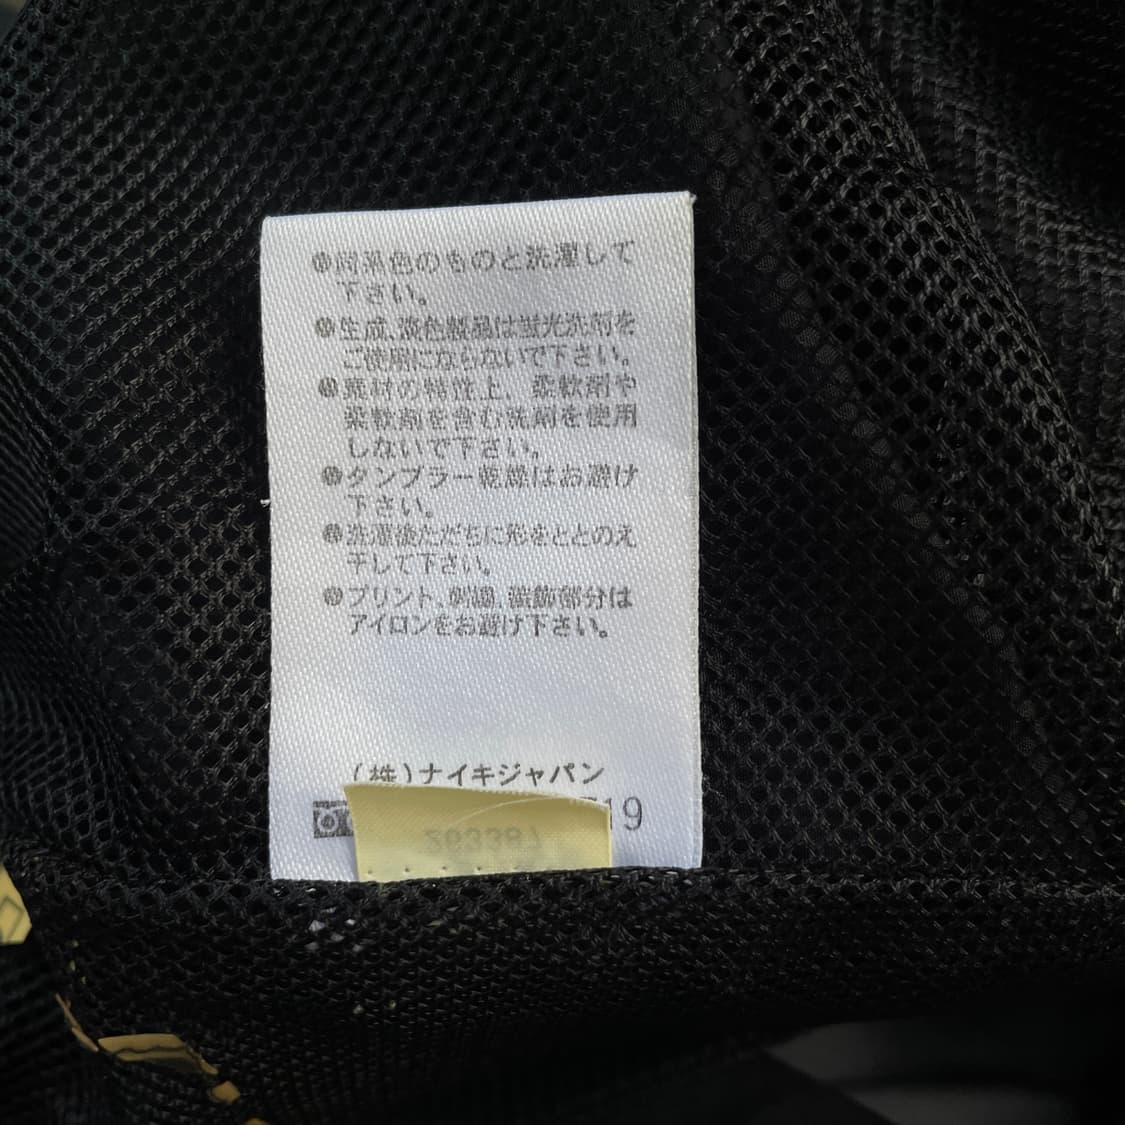 ●同系色のものと洗濯して
下さい。
●生成、淡色製品は蛍光洗剤を
ご使用にならないで下さい。
●素材の特性上、柔軟剤や
柔軟剤を含む洗剤を使用
しないで下さい。
●タンブラー乾燥はお避け
下さい。
●洗濯後ただちに形をととのえ
干して下さい。
●プリント、刺繍、装飾部分は
アイロンをお避け下さい。
(株)ナイキジャパン
19